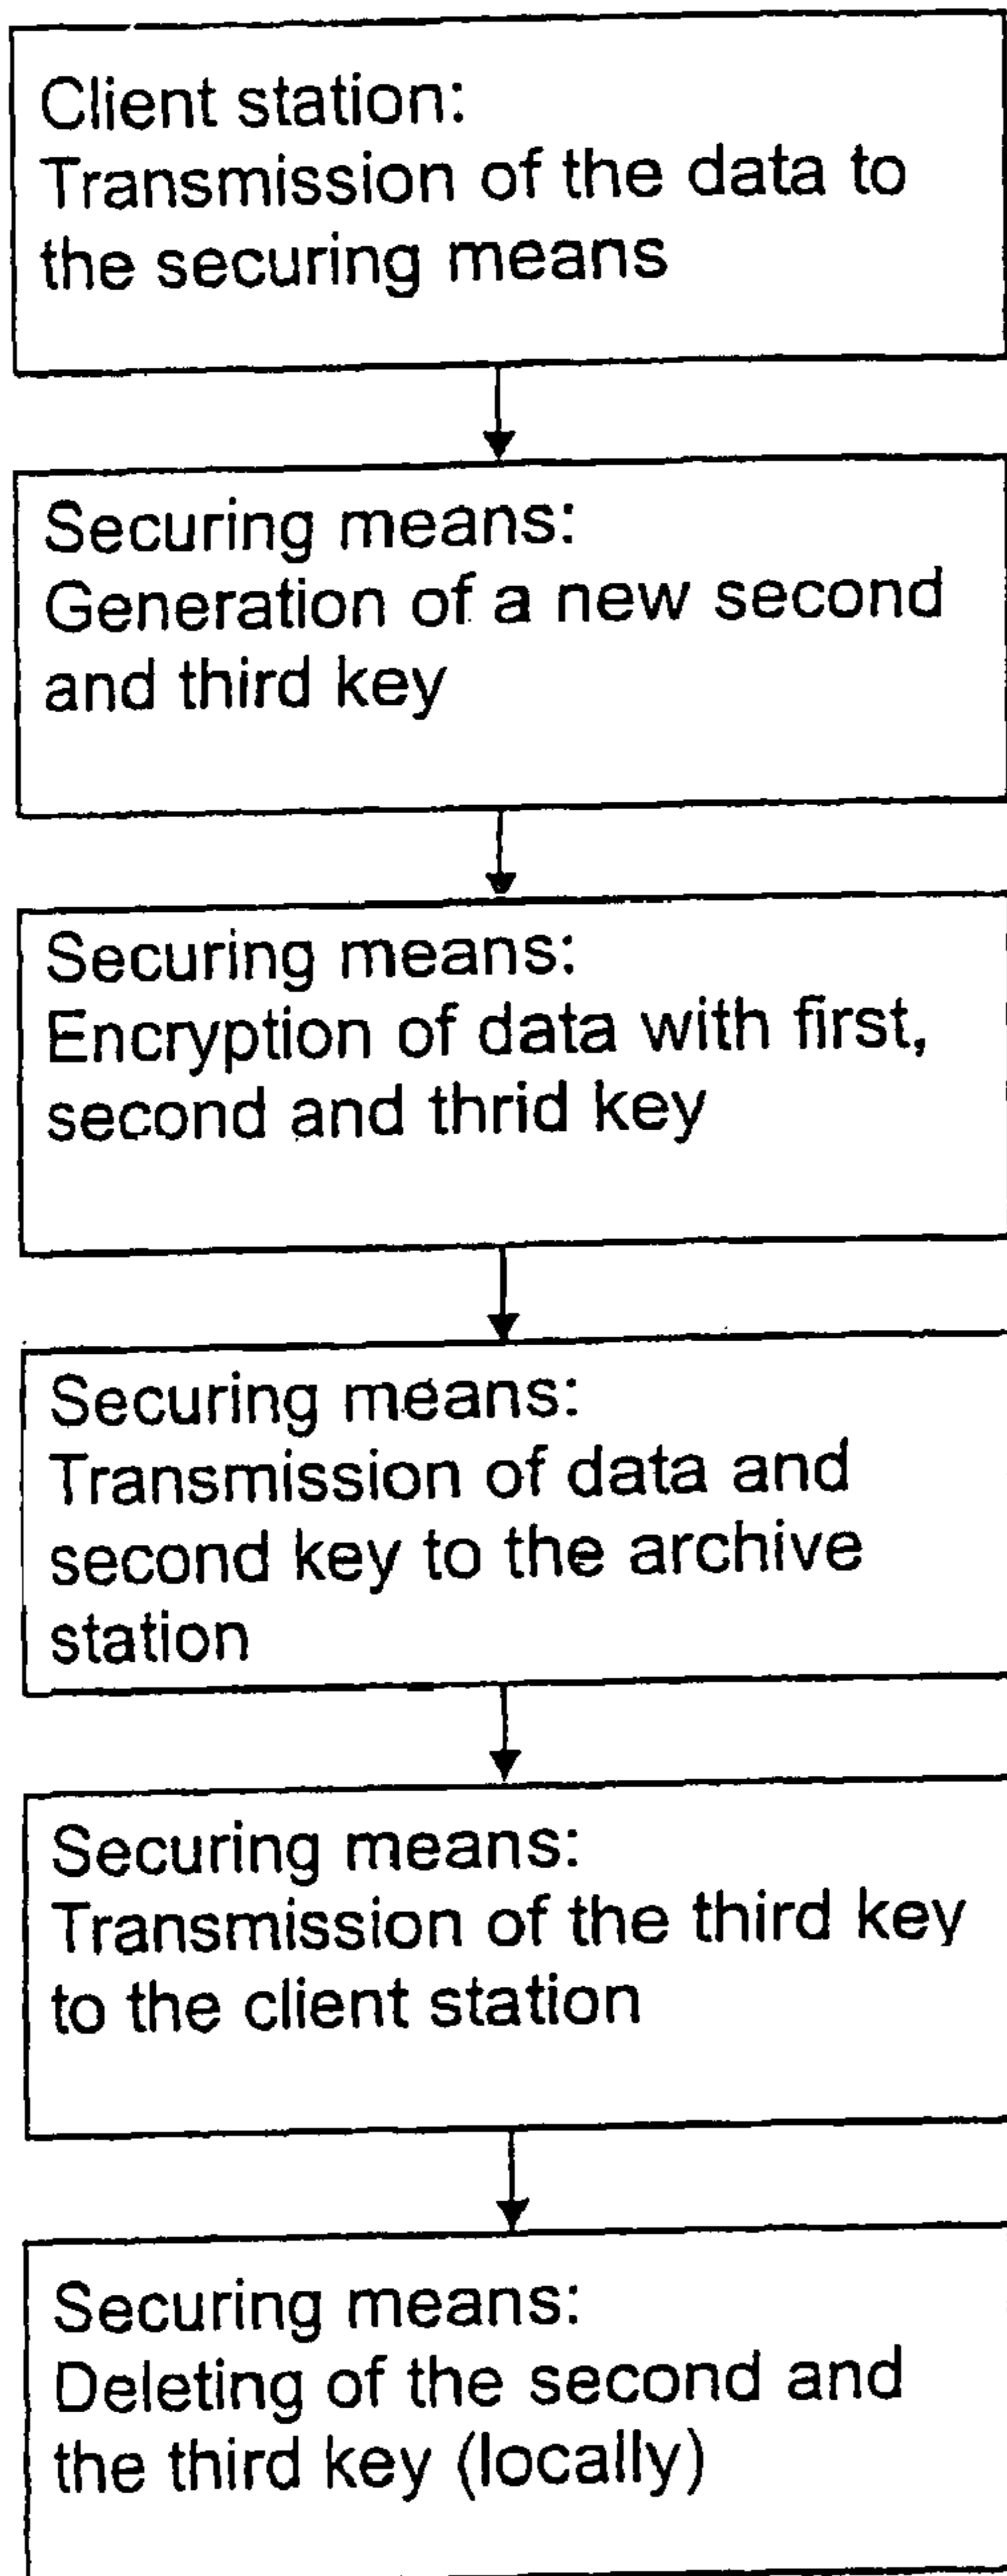 Client station:
Transmission of the data to
the securing means
Securing means:
Generation of a new second
and third key
Securing means:
Encryption of data with first,
second and thrid key
Securing means:
Transmission of data and
second key to the archive
station
Securing means:
Transmission of the third key
to the client station
Securing means:
Deleting of the second and
the third key (locally)